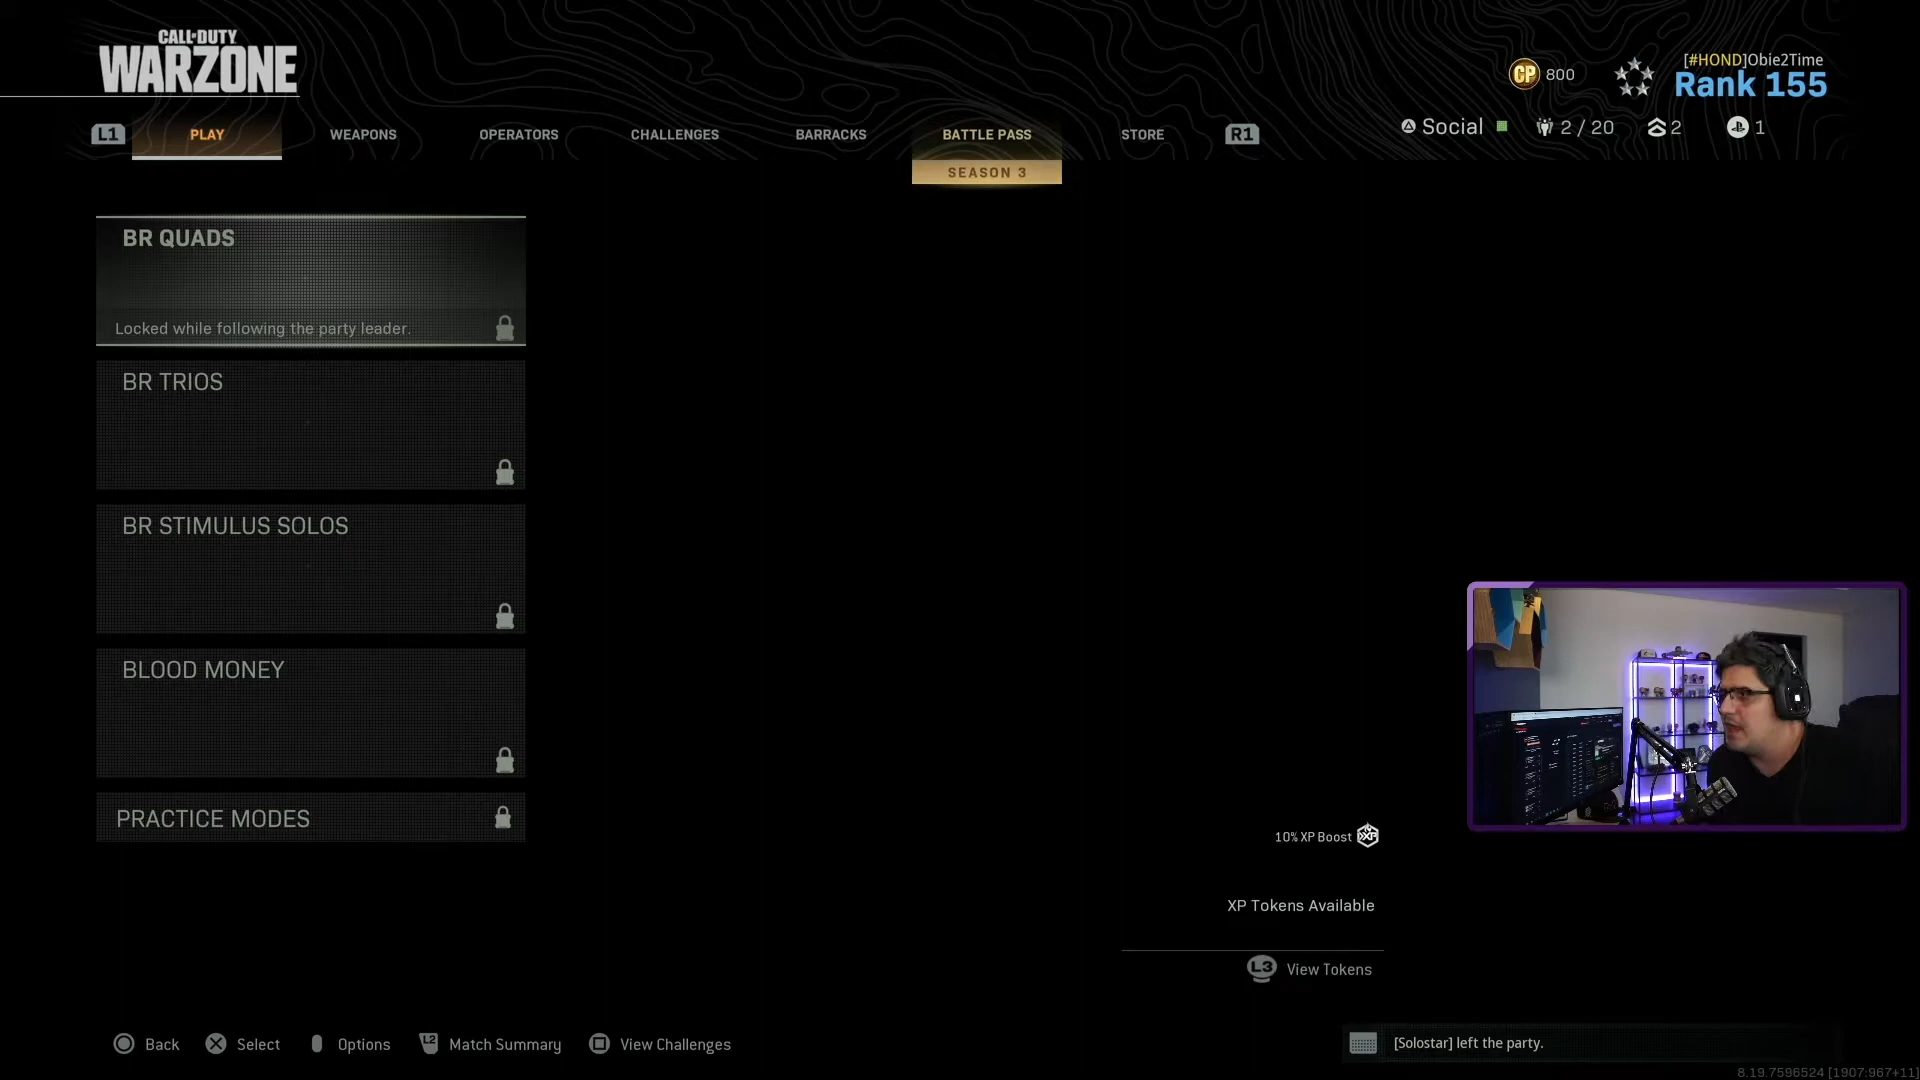 CALL OF DUTY
WARZONE
CP 800
[#HOND]Obie2Time
Rank 155
L1
PLAY
WEAPONS
OPERATORS
CHALLENGES
BARRACKS
BATTLE PASS
STORE
R1
Social
2 / 20
2
1
SEASON 3
BR QUADS
Locked while following the party leader.
BR TRIOS
BR STIMULUS SOLOS
BLOOD MONEY
PRACTICE MODES
10% XP Boost
XP Tokens Available
L3 View Tokens
Back
Select
Options
L2 Match Summary
View Challenges
[Solostar] left the party.
8.19.7596524 [1907:967+11]